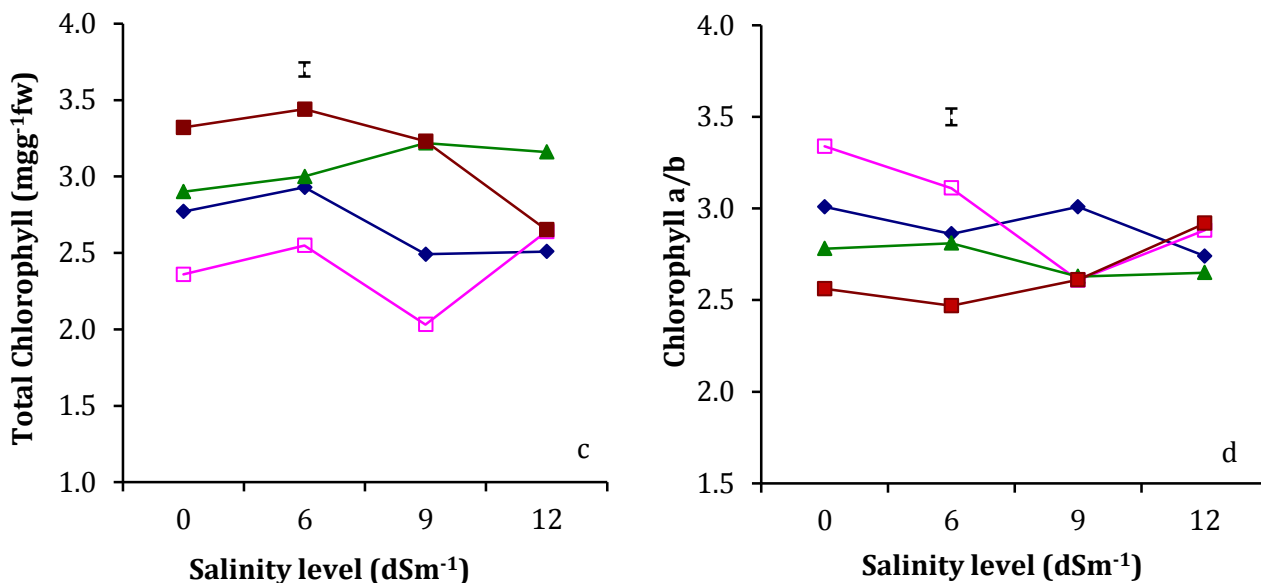 4.0
3.5
3.0
2.5
2.0
1.5
1.0
Total Chlorophyll (mgg⁻¹fw)
0 6 9 12
Salinity level (dSm⁻¹)
c
4.0
3.5
3.0
2.5
2.0
1.5
Chlorophyll a/b
0 6 9 12
Salinity level (dSm⁻¹)
d